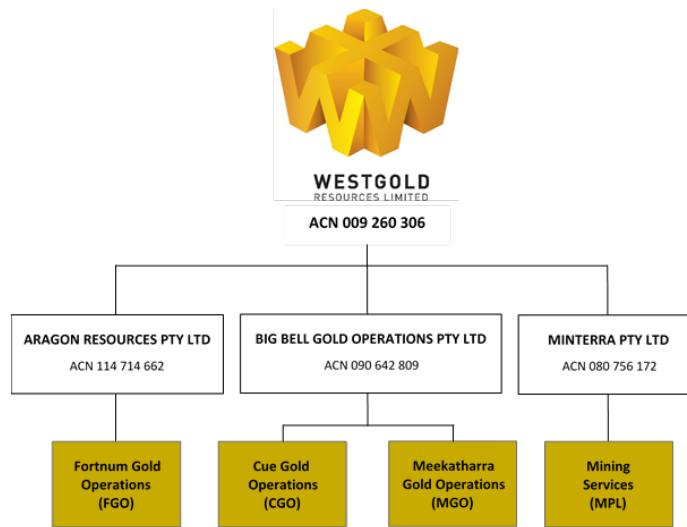 WESTGOLD
RESOURCES LIMITED
ACN 009 260 306
ARAGON RESOURCES PTY LTD
ACN 114 714 662
BIG BELL GOLD OPERATIONS PTY LTD
ACN 090 642 809
MINTERRA PTY LTD
ACN 080 756 172
Fortnum Gold
Operations
(FGO)
Cue Gold
Operations
(CGO)
Meekatharra
Gold Operations
(MGO)
Mining
Services
(MPL)